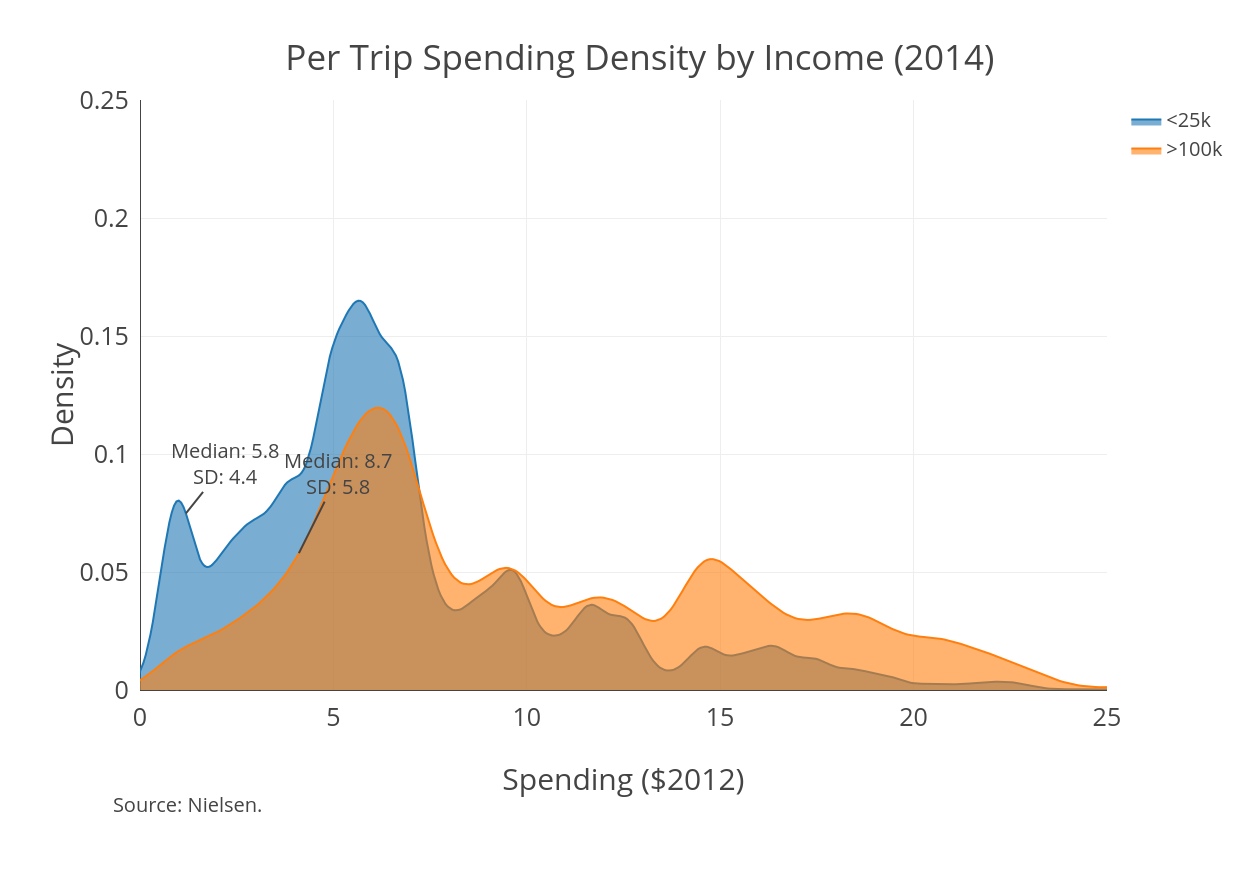 Per Trip Spending Density by Income (2014)
<25k
>100k
0.25
0.2
0.15
0.1
0.05
0
Density
Median: 5.8
SD: 4.4
Median: 8.7
SD: 5.8
0
5
10
15
20
25
Spending ($2012)
Source: Nielsen.